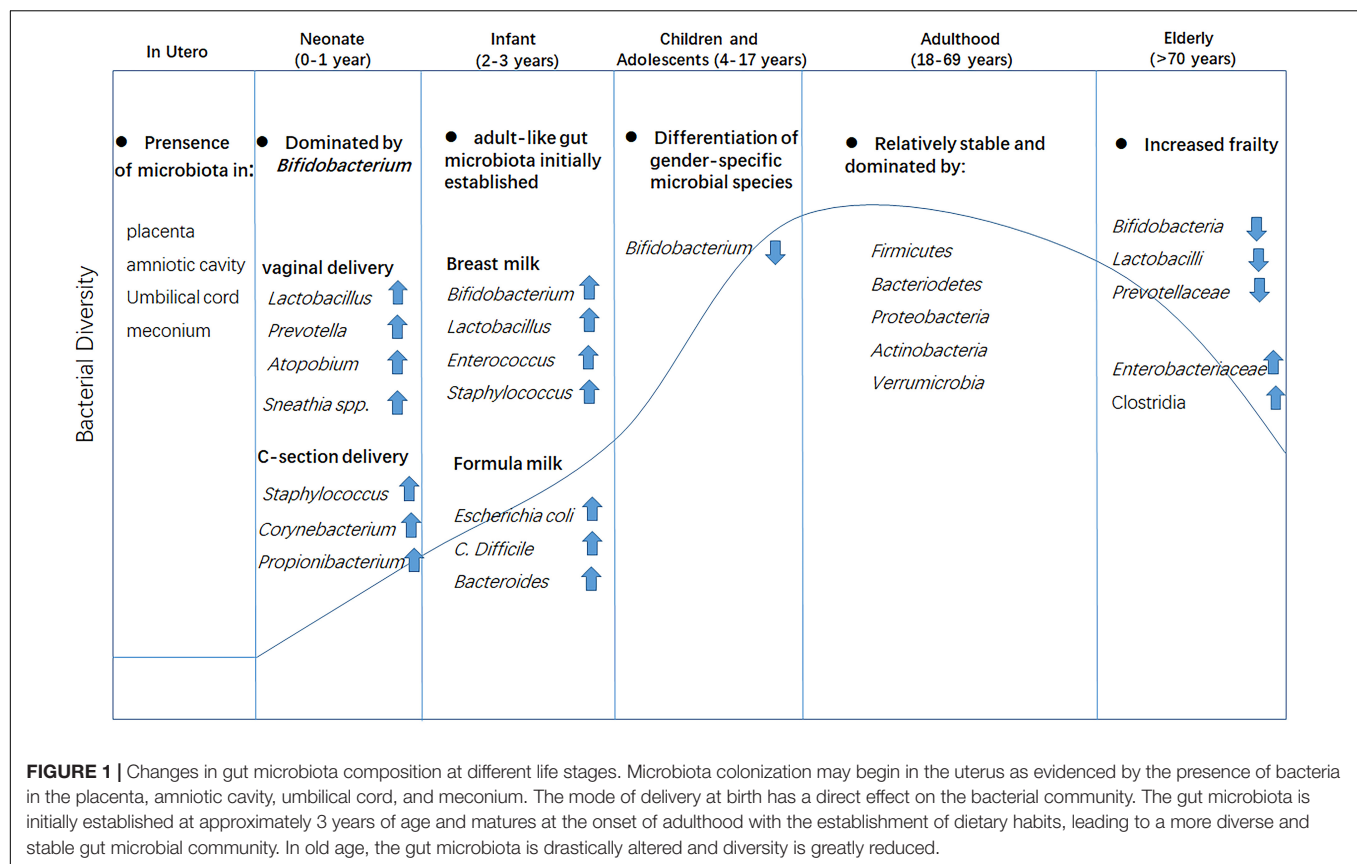 In Utero
Neonate
(0-1 year)
Infant
(2-3 years)
Children and
Adolescents (4-17 years)
Adulthood
(18-69 years)
Elderly
(>70 years)
Bacterial Diversity
● Prensence
of microbiota in:
placenta
amniotic cavity
Umbilical cord
meconium
● Dominated by
Bifidobacterium
vaginal delivery
Lactobacillus
Prevotella
Atopobium
Sneathia spp.
C-section delivery
Staphylococcus
Corynebacterium
Propionibacterium
● adult-like gut
microbiota initially
established
Breast milk
Bifidobacterium
Lactobacillus
Enterococcus
Staphylococcus
Formula milk
Escherichia coli
C. Difficile
Bacteroides
● Differentiation of
gender-specific
microbial species
Bifidobacterium
● Relatively stable and
dominated by:
Firmicutes
Bacteriodetes
Proteobacteria
Actinobacteria
Verrumicrobia
● Increased frailty
Bifidobacteria
Lactobacilli
Prevotellaceae
Enterobacteriaceae
Clostridia
FIGURE 1 | Changes in gut microbiota composition at different life stages. Microbiota colonization may begin in the uterus as evidenced by the presence of bacteria
in the placenta, amniotic cavity, umbilical cord, and meconium. The mode of delivery at birth has a direct effect on the bacterial community. The gut microbiota is
initially established at approximately 3 years of age and matures at the onset of adulthood with the establishment of dietary habits, leading to a more diverse and
stable gut microbial community. In old age, the gut microbiota is drastically altered and diversity is greatly reduced.